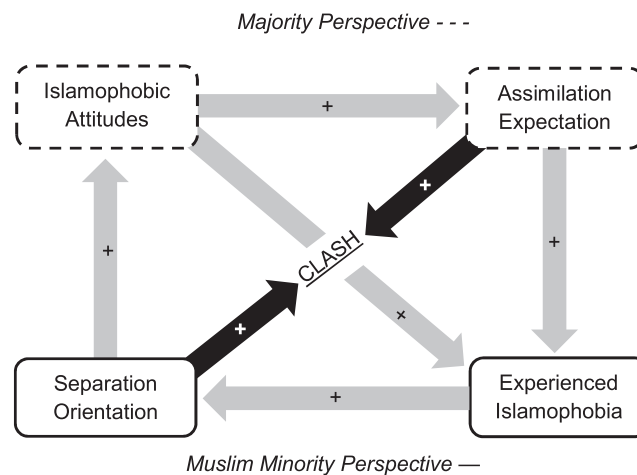 Majority Perspective - - -
Islamophobic
Attitudes
+
Assimilation
Expectation
+
+
+
CLASH
+
+
Separation
Orientation
+
Experienced
Islamophobia
Muslim Minority Perspective —